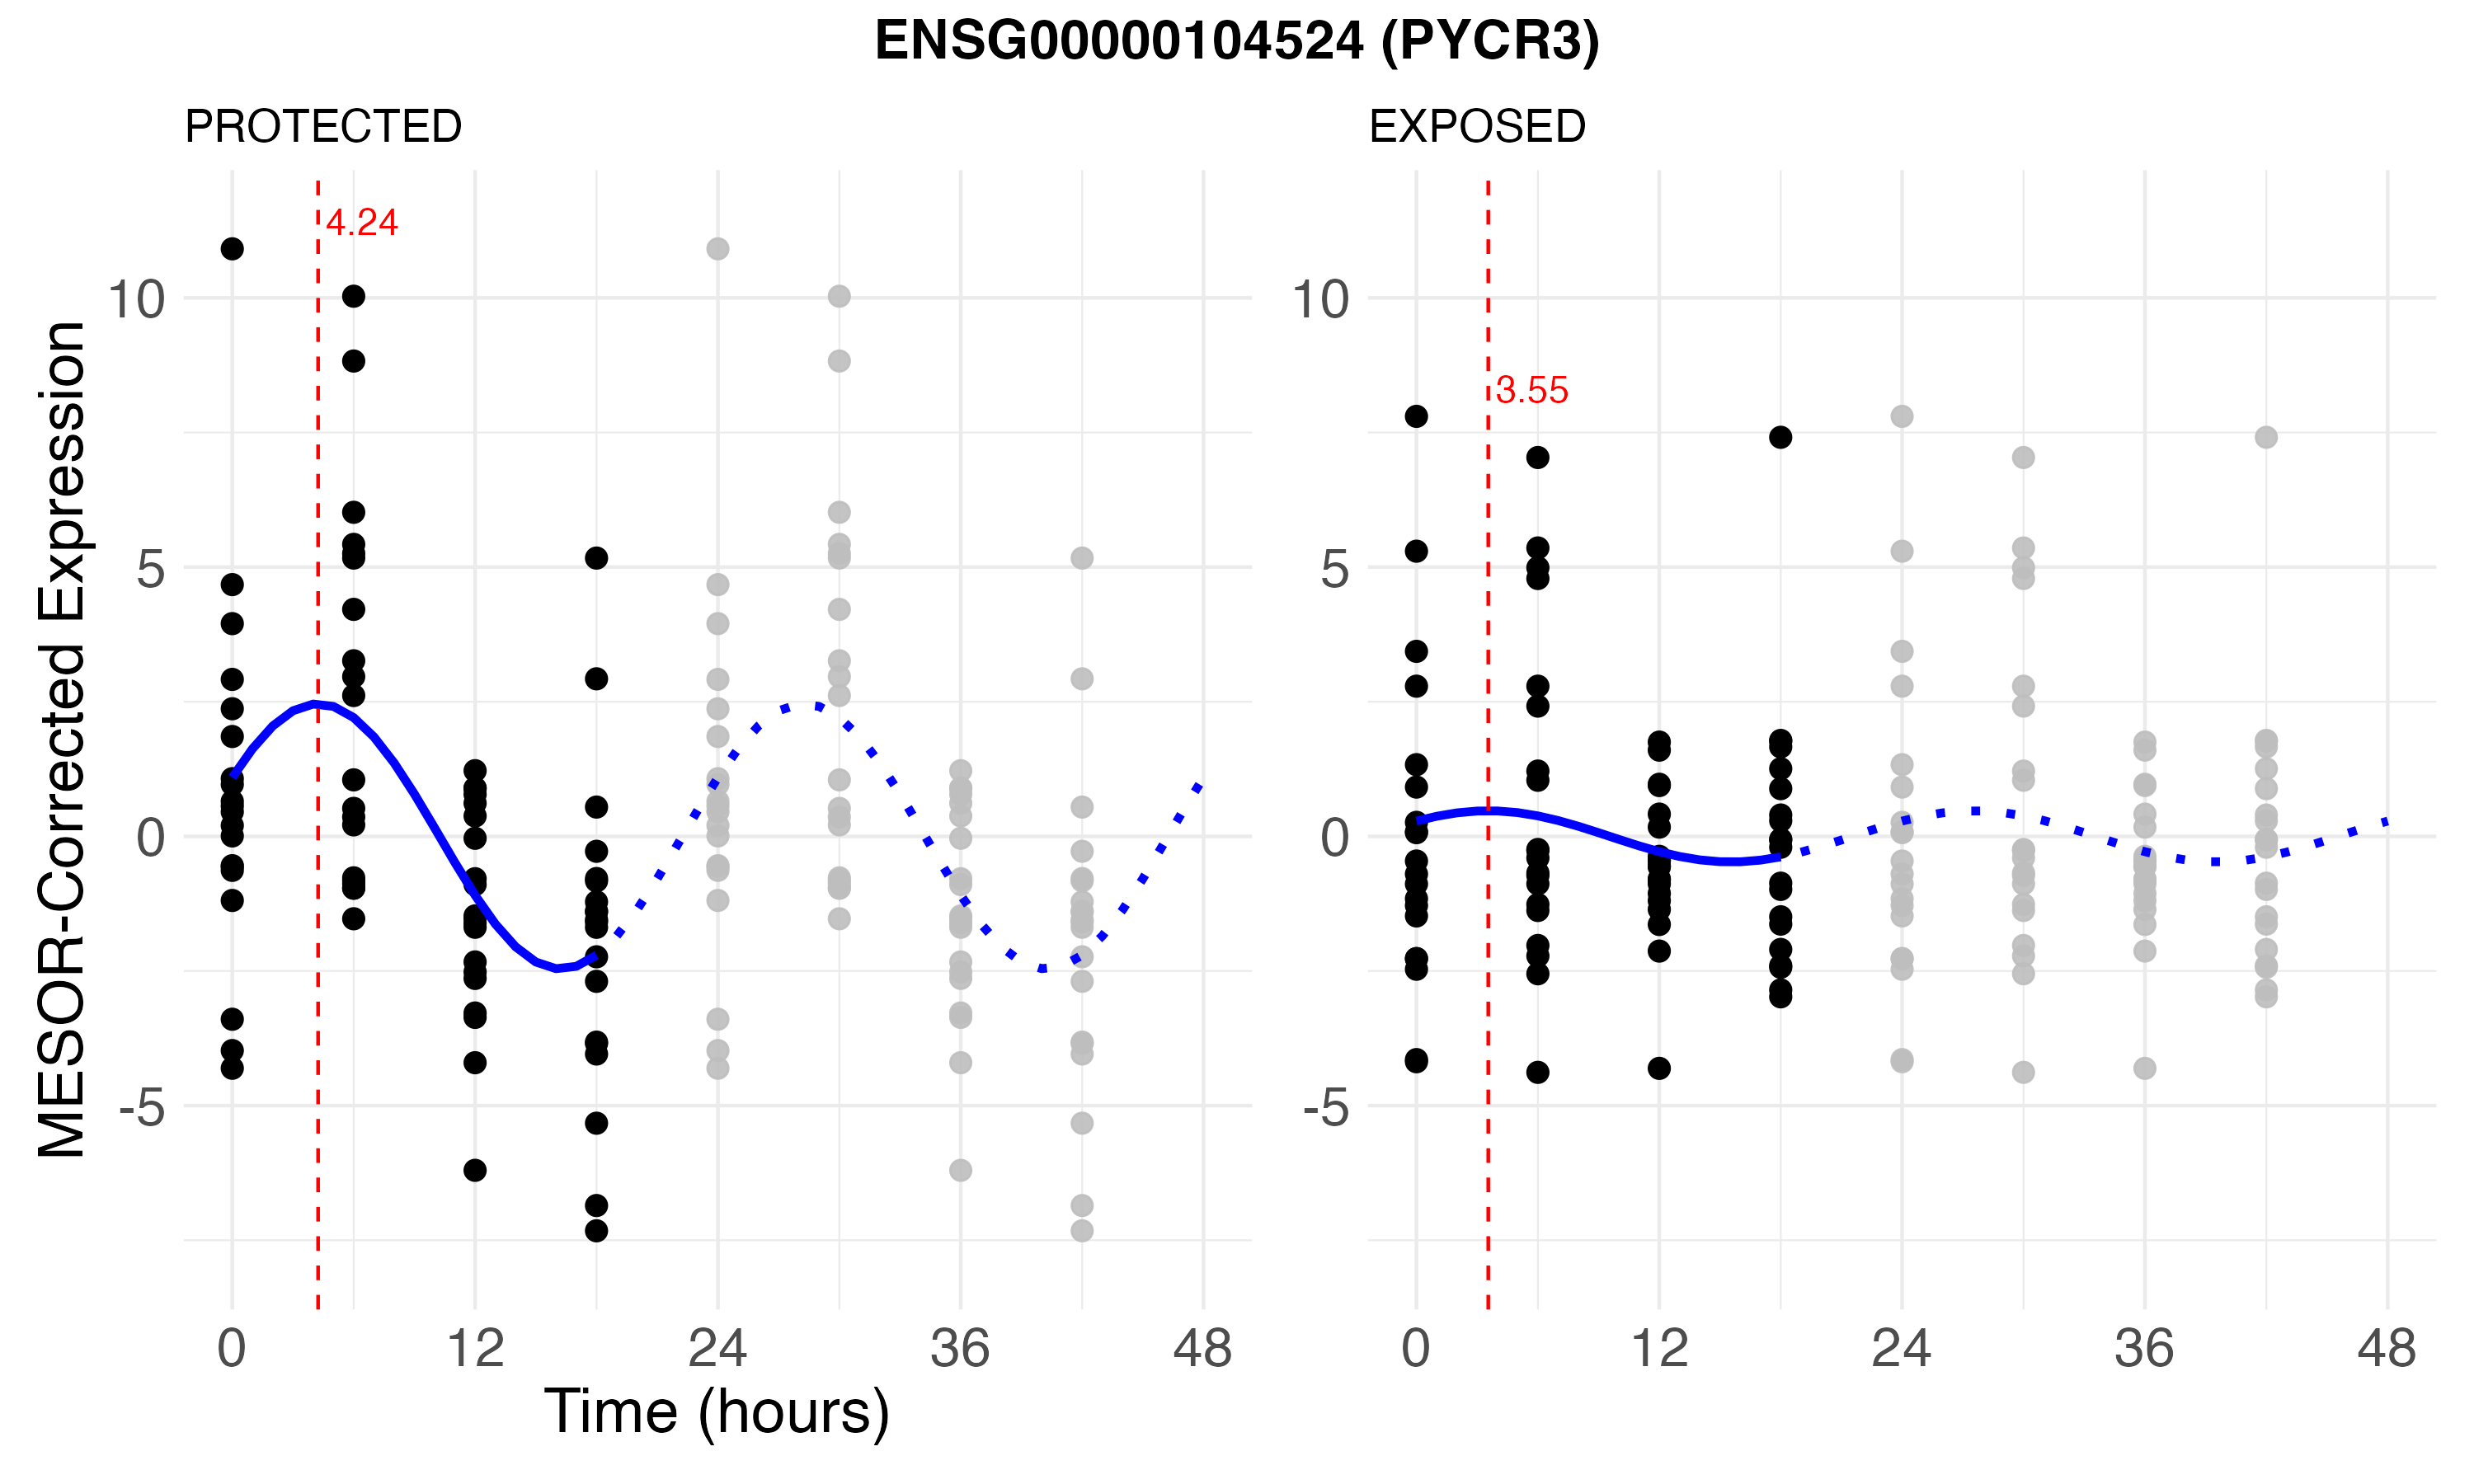 ENSG00000104524 (PYCR3)
PROTECTED
EXPOSED
4.24
3.55
10
5
0
-5
10
5
0
-5
MESOR-Corrected Expression
0 12 24 36 48
0 12 24 36 48
Time (hours)